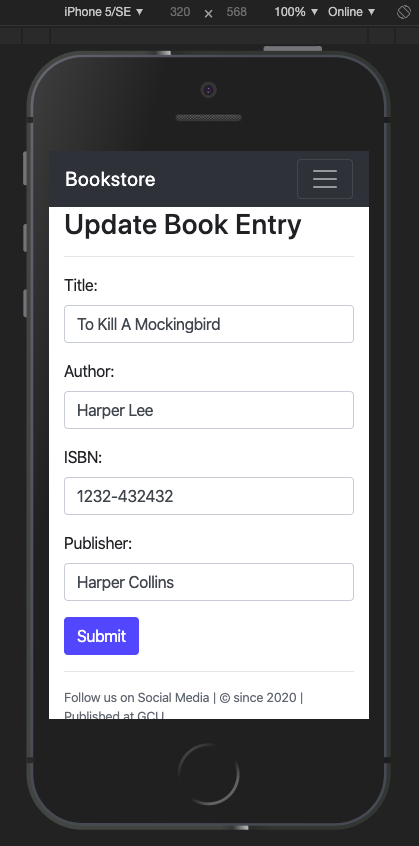 iPhone 5/SE ▼ 320 × 568 100% ▼ Online ▼
Bookstore
Update Book Entry
Title:
To Kill A Mockingbird
Author:
Harper Lee
ISBN:
1232-432432
Publisher:
Harper Collins
Submit
Follow us on Social Media | © since 2020 |
Published at GCU